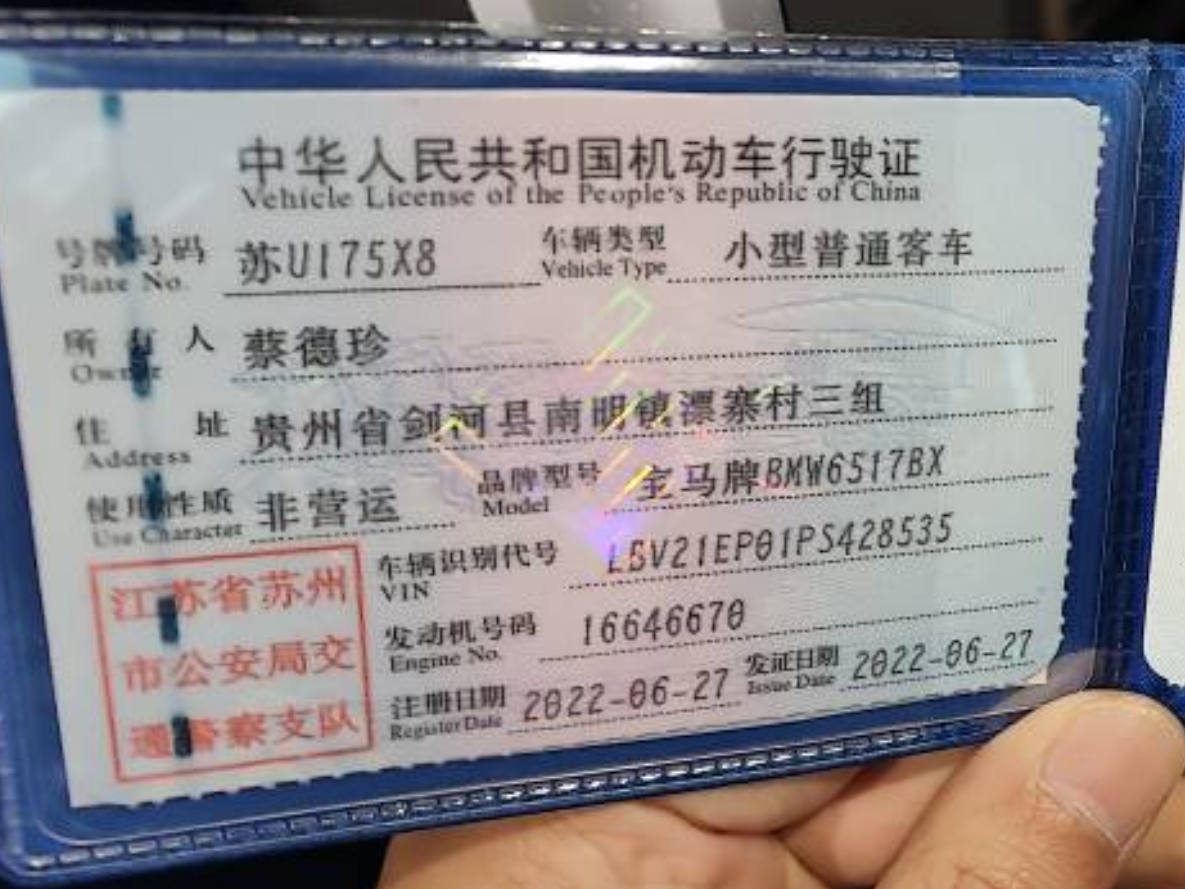 中华人民共和国机动车行驶证
Vehicle License of the People's Republic of China
号牌号码 苏U175X8 车辆类型 小型普通客车
Plate No. Vehicle Type
所有人 蔡德珍
Owner
住址 贵州省剑河县南明镇漂寨村三组
Address
使用性质 非营运 品牌型号 宝马牌BMW6517BX
Use Character Model
车辆识别代号 LBV21EP01PS428535
VIN
发动机号码 16646670
Engine No.
注册日期 2022-06-27 发证日期 2022-06-27
Register Date Issue Date
江苏省苏州
市公安局交
通警察支队